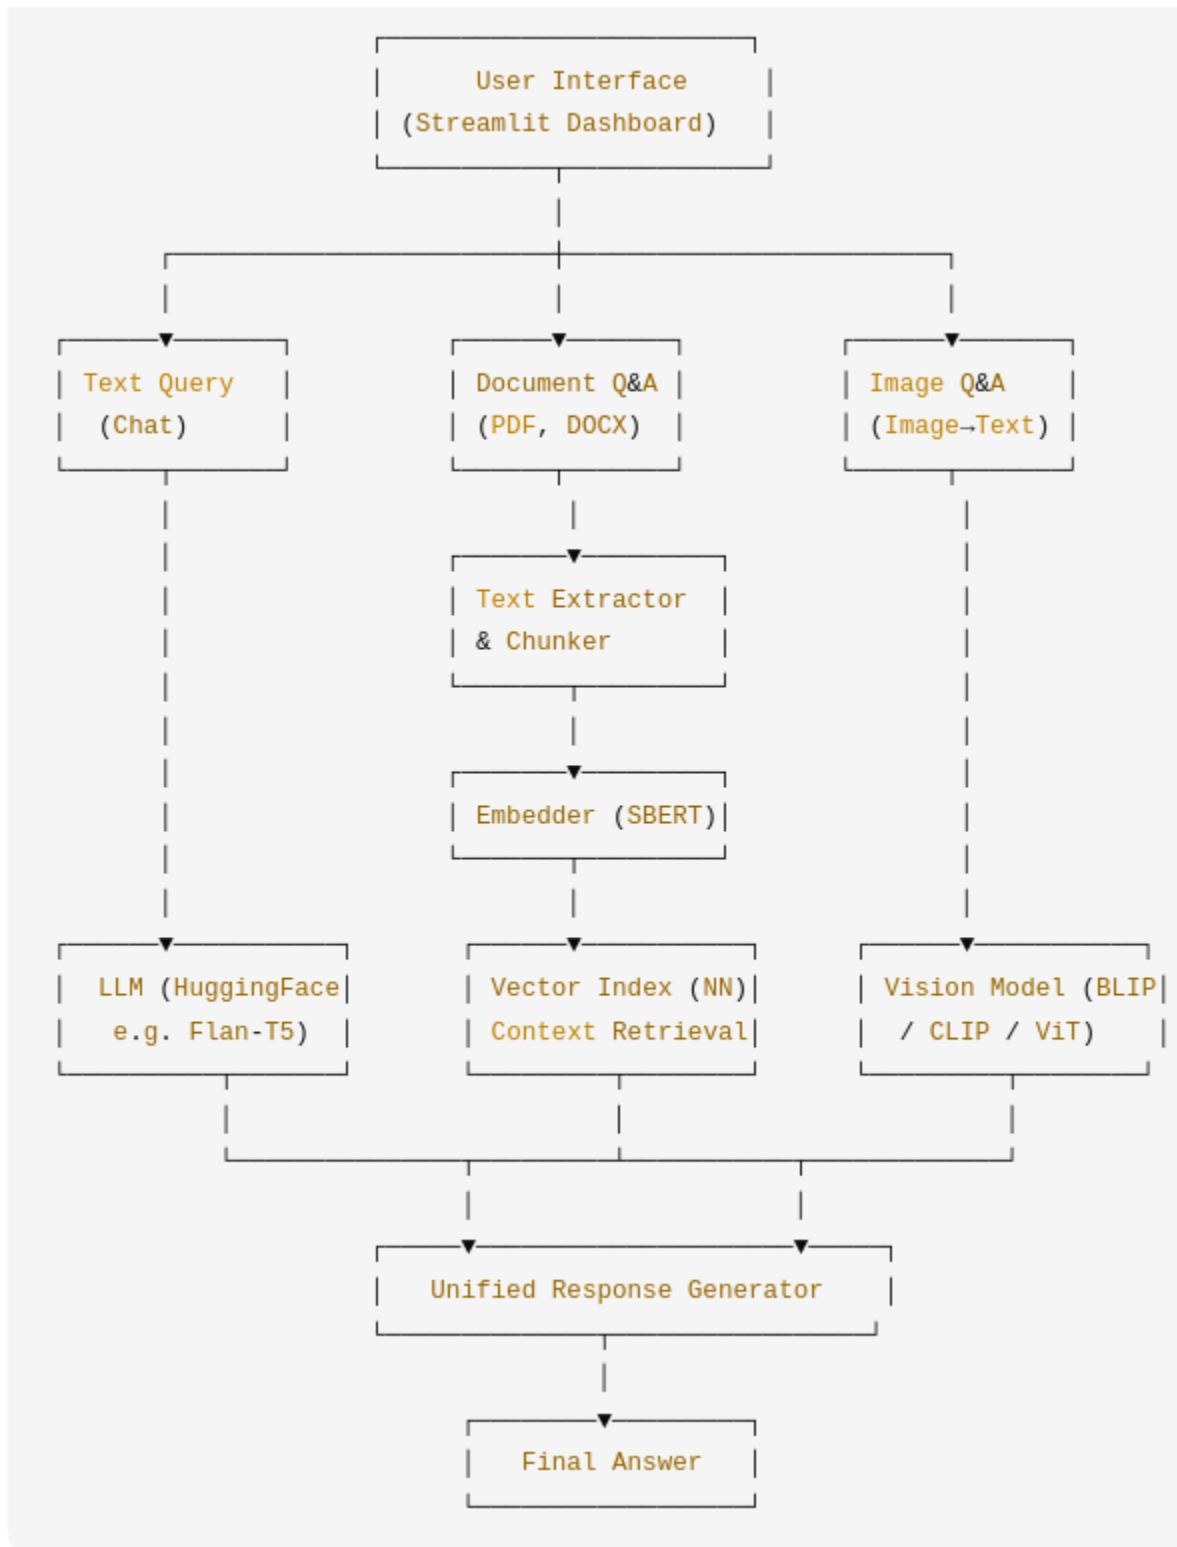 User Interface
(Streamlit Dashboard)
Text Query
(Chat)
Document Q&A
(PDF, DOCX)
Image Q&A
(Image→Text)
Text Extractor
& Chunker
Embedder (SBERT)
LLM (HuggingFace
e.g. Flan-T5)
Vector Index (NN)
Context Retrieval
Vision Model (BLIP
/ CLIP / ViT)
Unified Response Generator
Final Answer